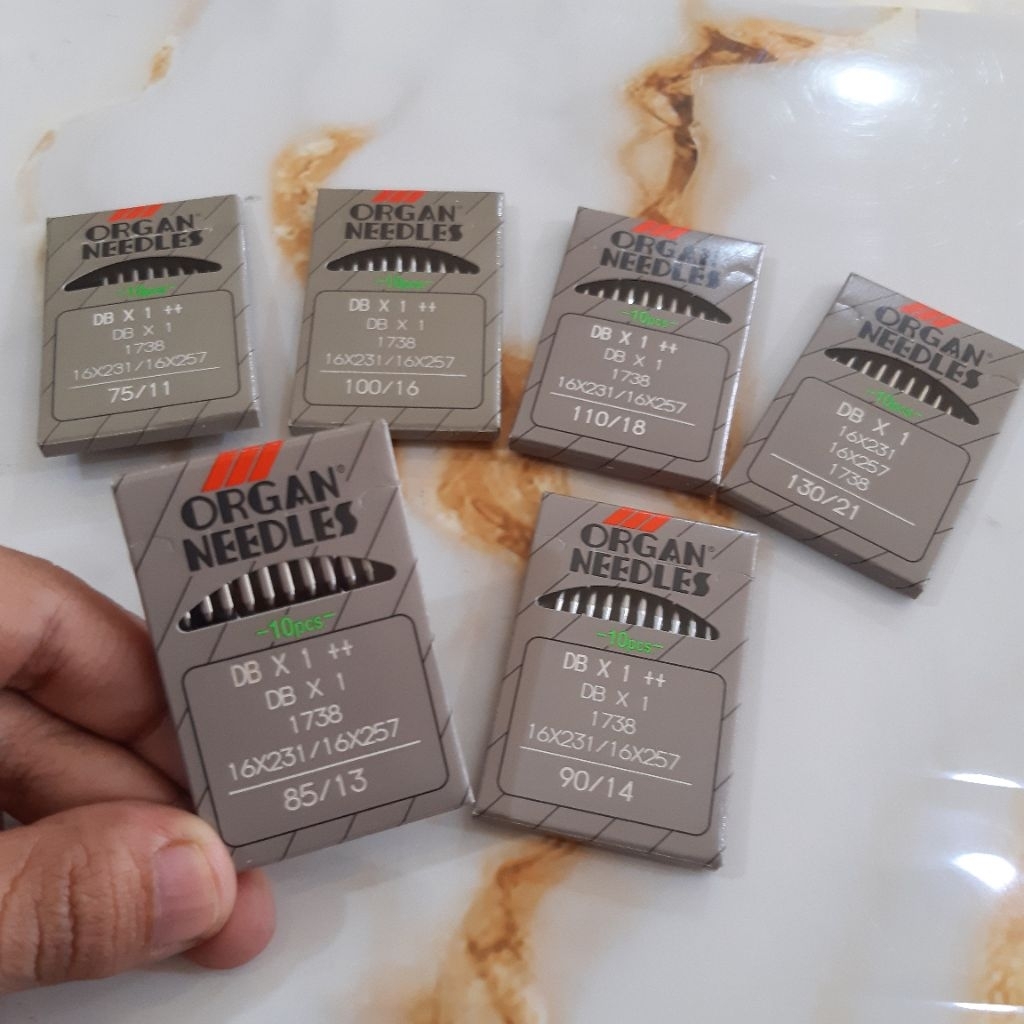 ORGAN®
NEEDLES
-10pcs-
DB X 1 ++
DB X 1
1738
16X231/16X257
75/11
ORGAN®
NEEDLES
-10pcs-
DB X 1 ++
DB X 1
1738
16X231/16X257
100/16
ORGAN
NEEDLES
-10pcs-
DB X 1 ++
DB X 1
1738
16X231/16X257
110/18
ORGAN®
NEEDLES
-10pcs-
DB X 1
16X231
16X257
1738
130/21
ORGAN®
NEEDLES
-10pcs-
DB X 1 ++
DB X 1
1738
16X231/16X257
85/13
ORGAN®
NEEDLES
-10pcs-
DB X 1 ++
DB X 1
1738
16X231/16X257
90/14